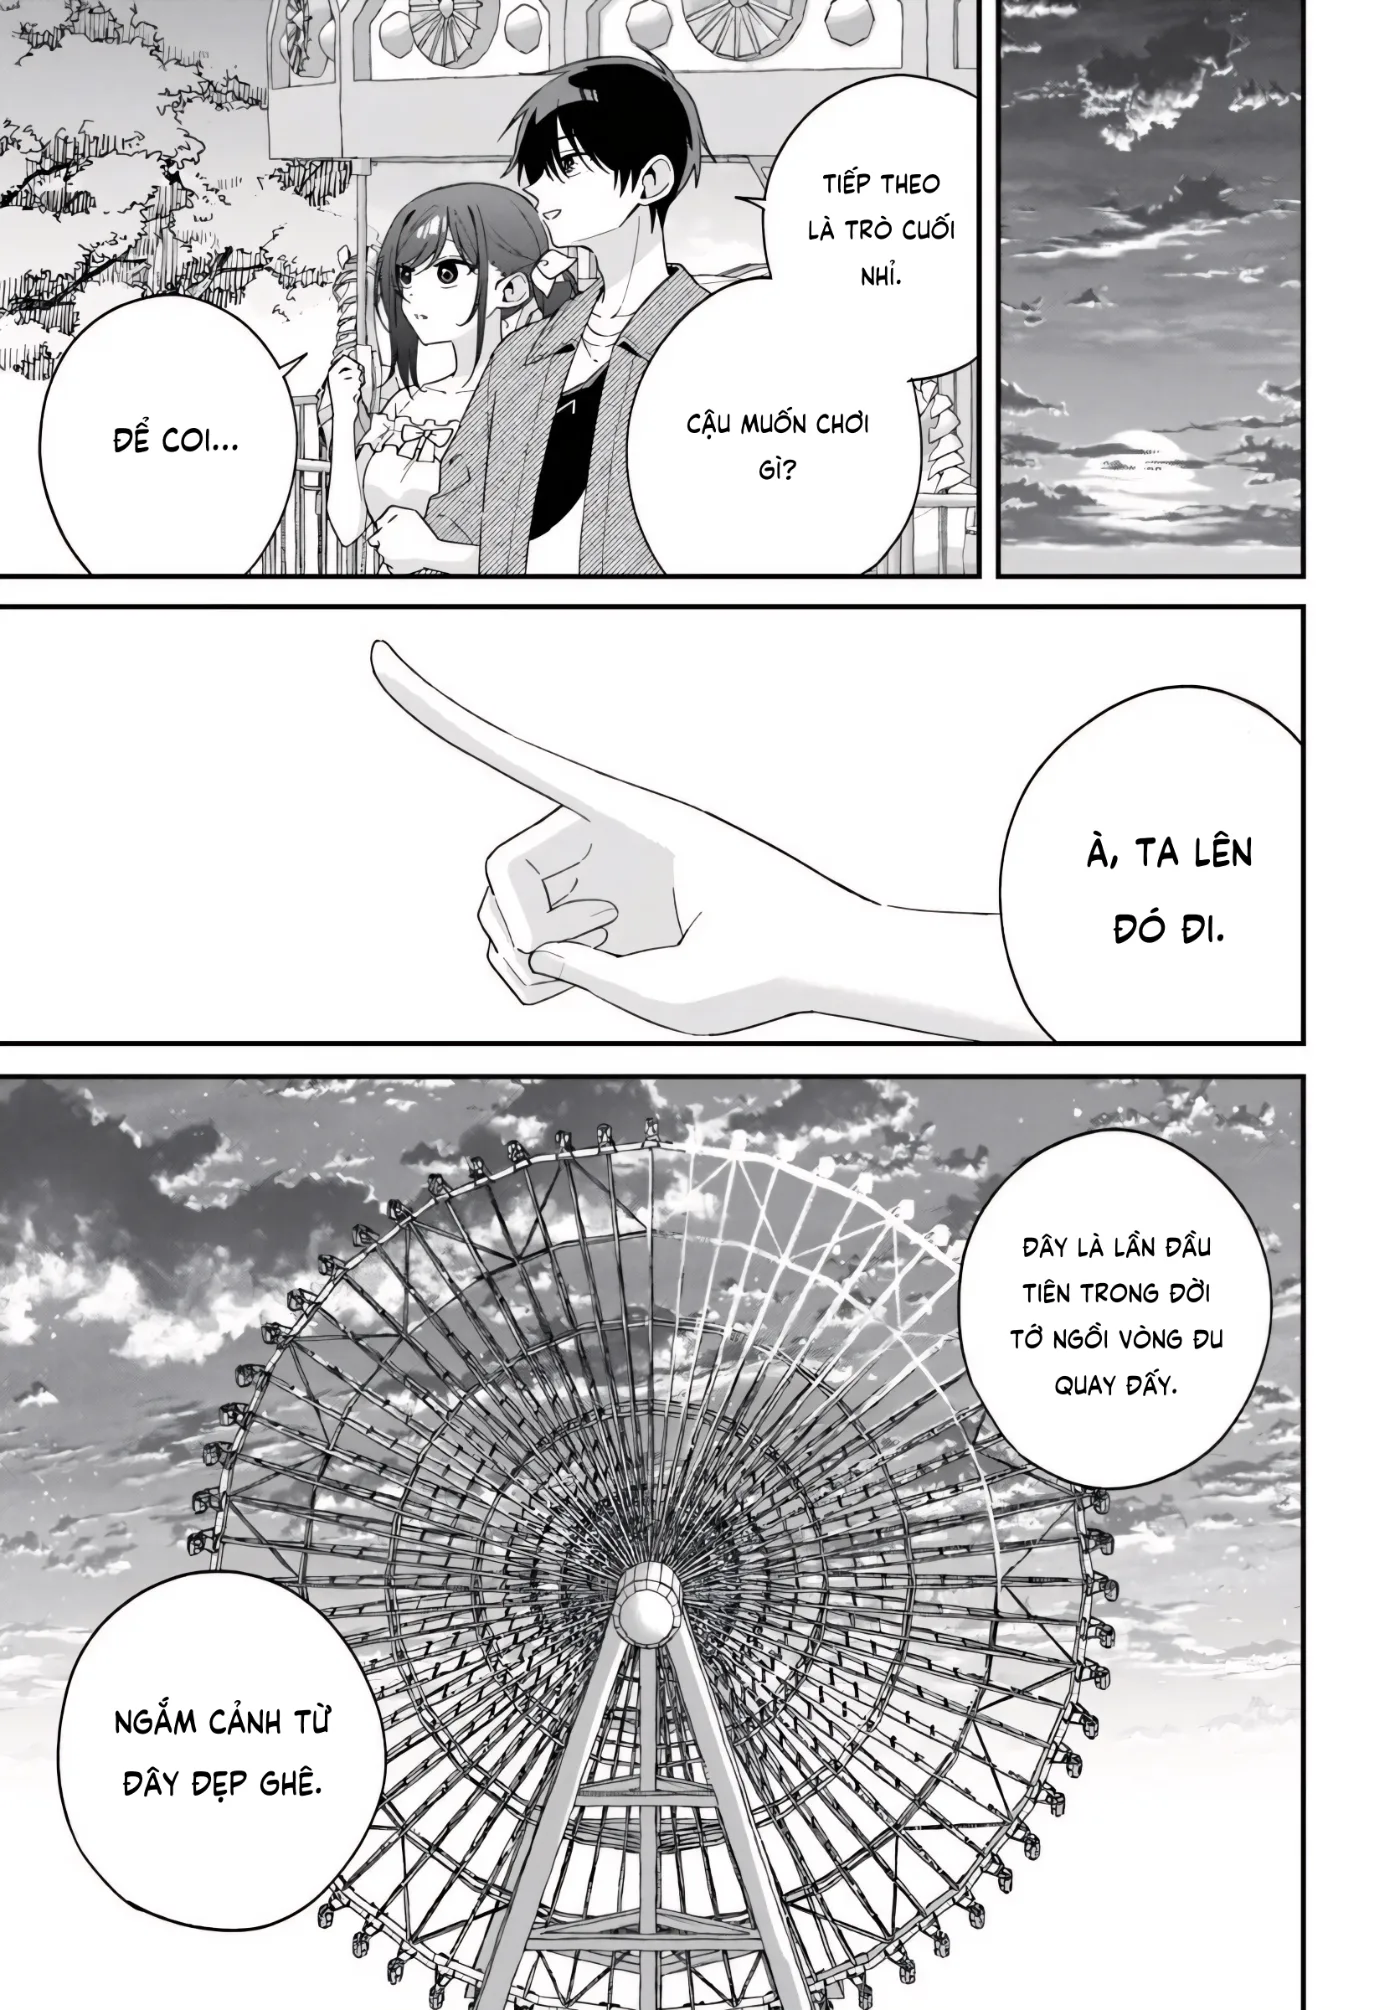 TIẾP THEO
LÀ TRÒ CUỐI
NHỈ.
CẬU MUỐN CHƠI
GÌ?
ĐỂ COI...
À, TA LÊN
ĐÓ ĐI.
ĐÂY LÀ LẦN ĐẦU
TIÊN TRONG ĐỜI
TỚ NGỒI VÒNG ĐU
QUAY ĐẤY.
NGẮM CẢNH TỪ
ĐÂY ĐẸP GHÊ.